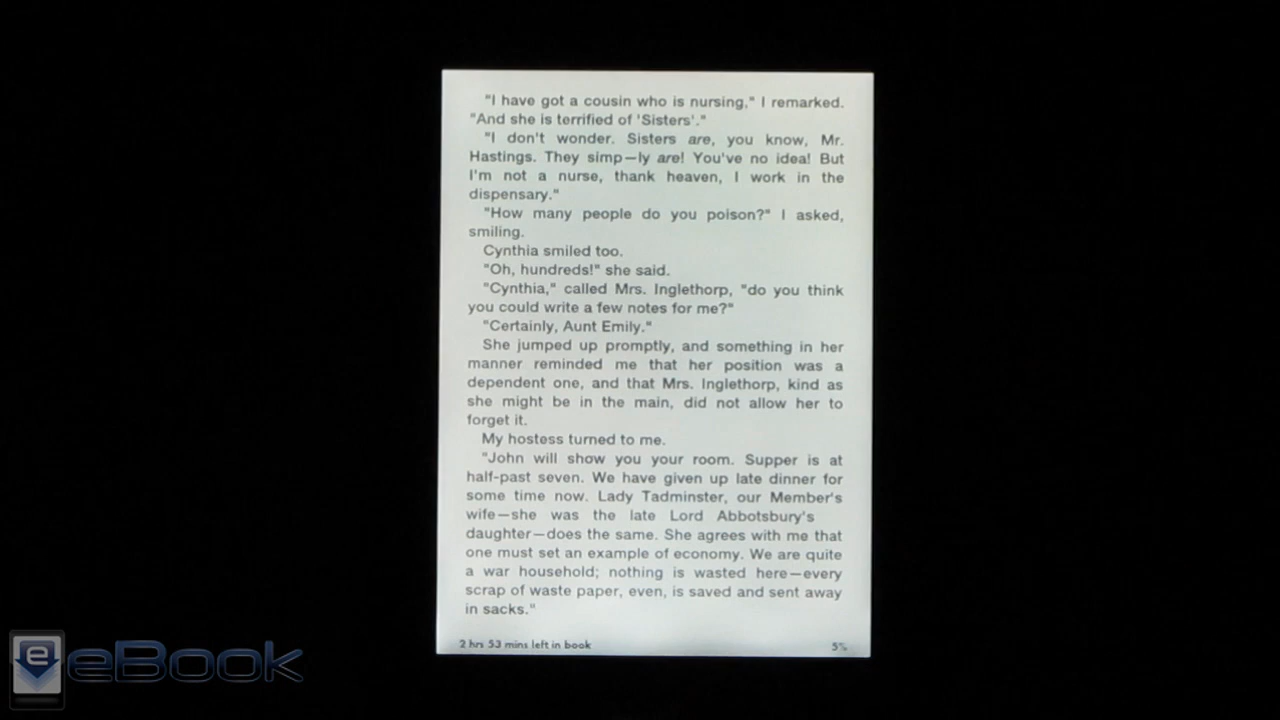 "I have got a cousin who is nursing," I remarked.
"And she is terrified of 'Sisters'."
"I don't wonder. Sisters are, you know, Mr.
Hastings. They simp—ly are! You've no idea! But
I'm not a nurse, thank heaven, I work in the
dispensary."
"How many people do you poison?" I asked,
smiling.
Cynthia smiled too.
"Oh, hundreds!" she said.
"Cynthia," called Mrs. Inglethorp, "do you think
you could write a few notes for me?"
"Certainly, Aunt Emily."
She jumped up promptly, and something in her
manner reminded me that her position was a
dependent one, and that Mrs. Inglethorp, kind as
she might be in the main, did not allow her to
forget it.
My hostess turned to me.
"John will show you your room. Supper is at
half-past seven. We have given up late dinner for
some time now. Lady Tadminster, our Member's
wife—she was the late Lord Abbotsbury's
daughter—does the same. She agrees with me that
one must set an example of economy. We are quite
a war household; nothing is wasted here—every
scrap of waste paper, even, is saved and sent away
in sacks."
2 hrs 53 mins left in book 5%
e eBook